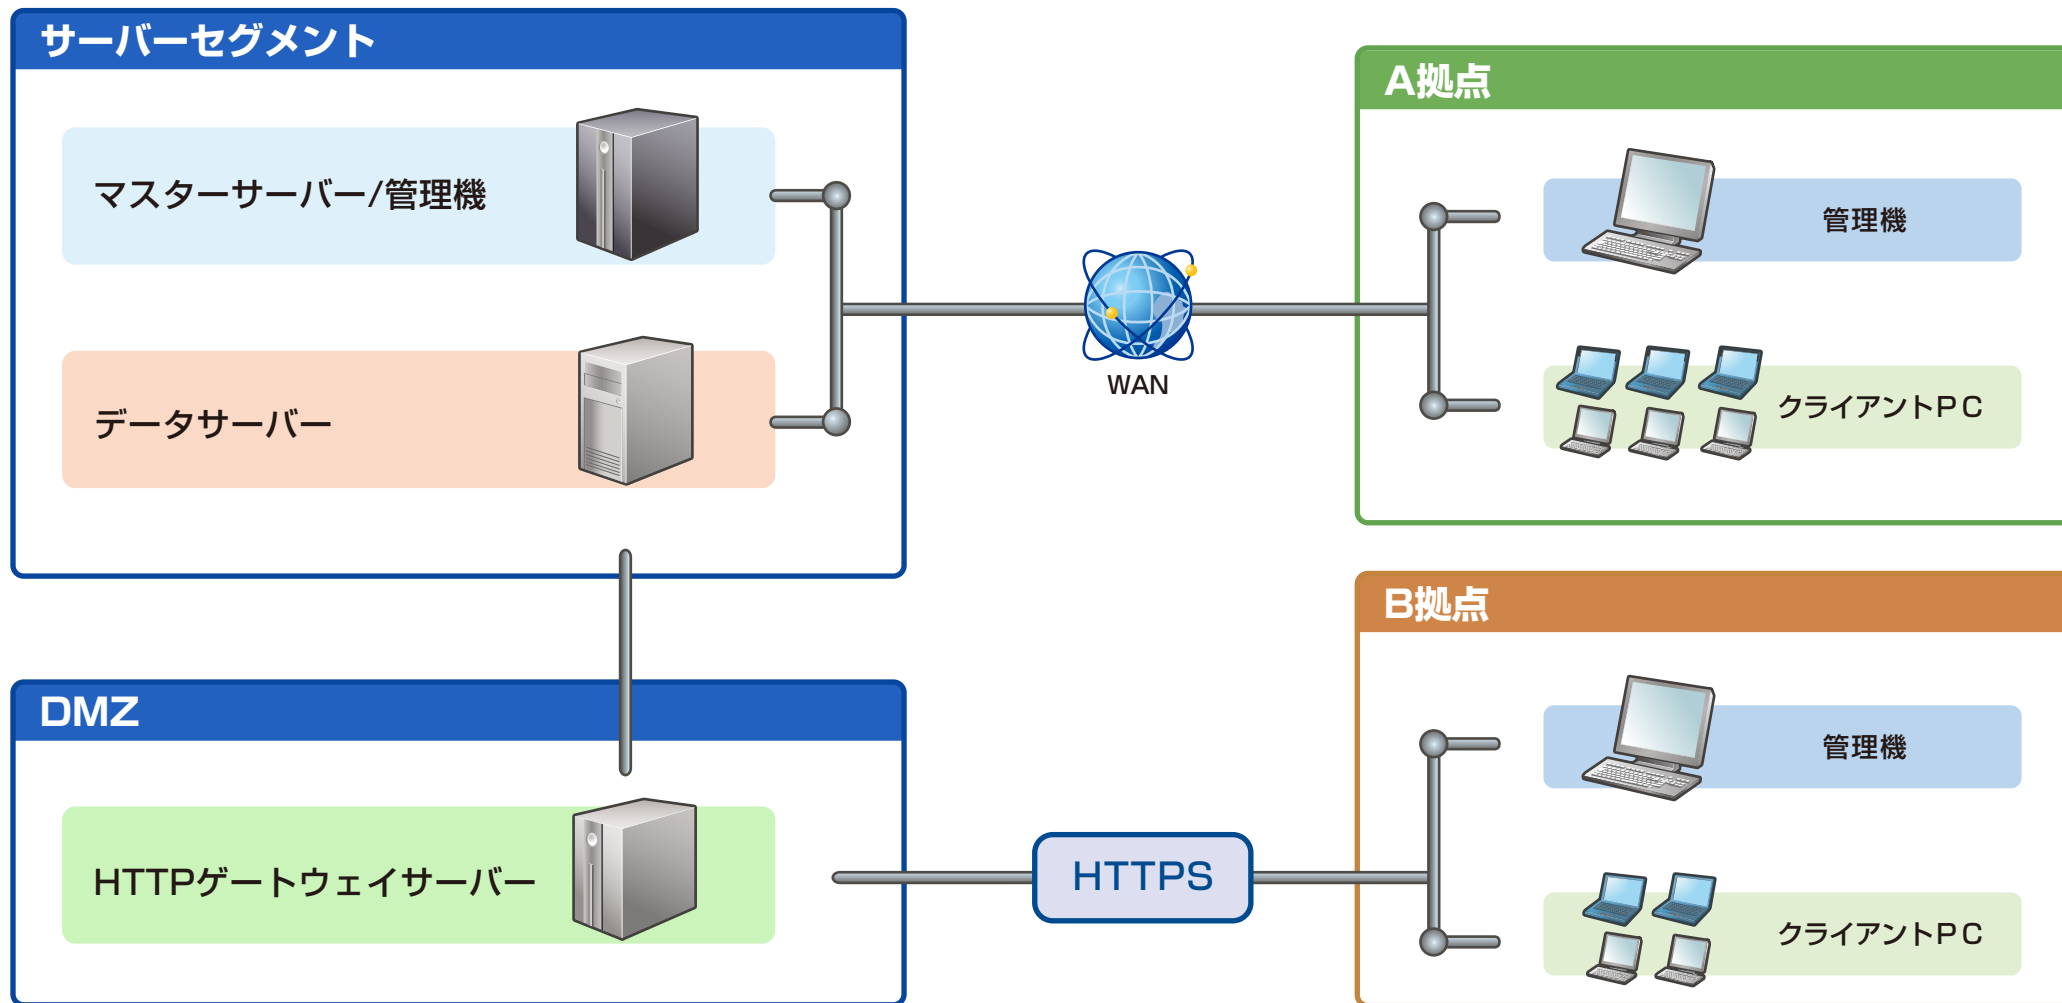 サーバーセグメント
マスターサーバー/管理機
データサーバー
WAN
A拠点
管理機
クライアントPC
DMZ
HTTPゲートウェイサーバー
HTTPS
B拠点
管理機
クライアントPC